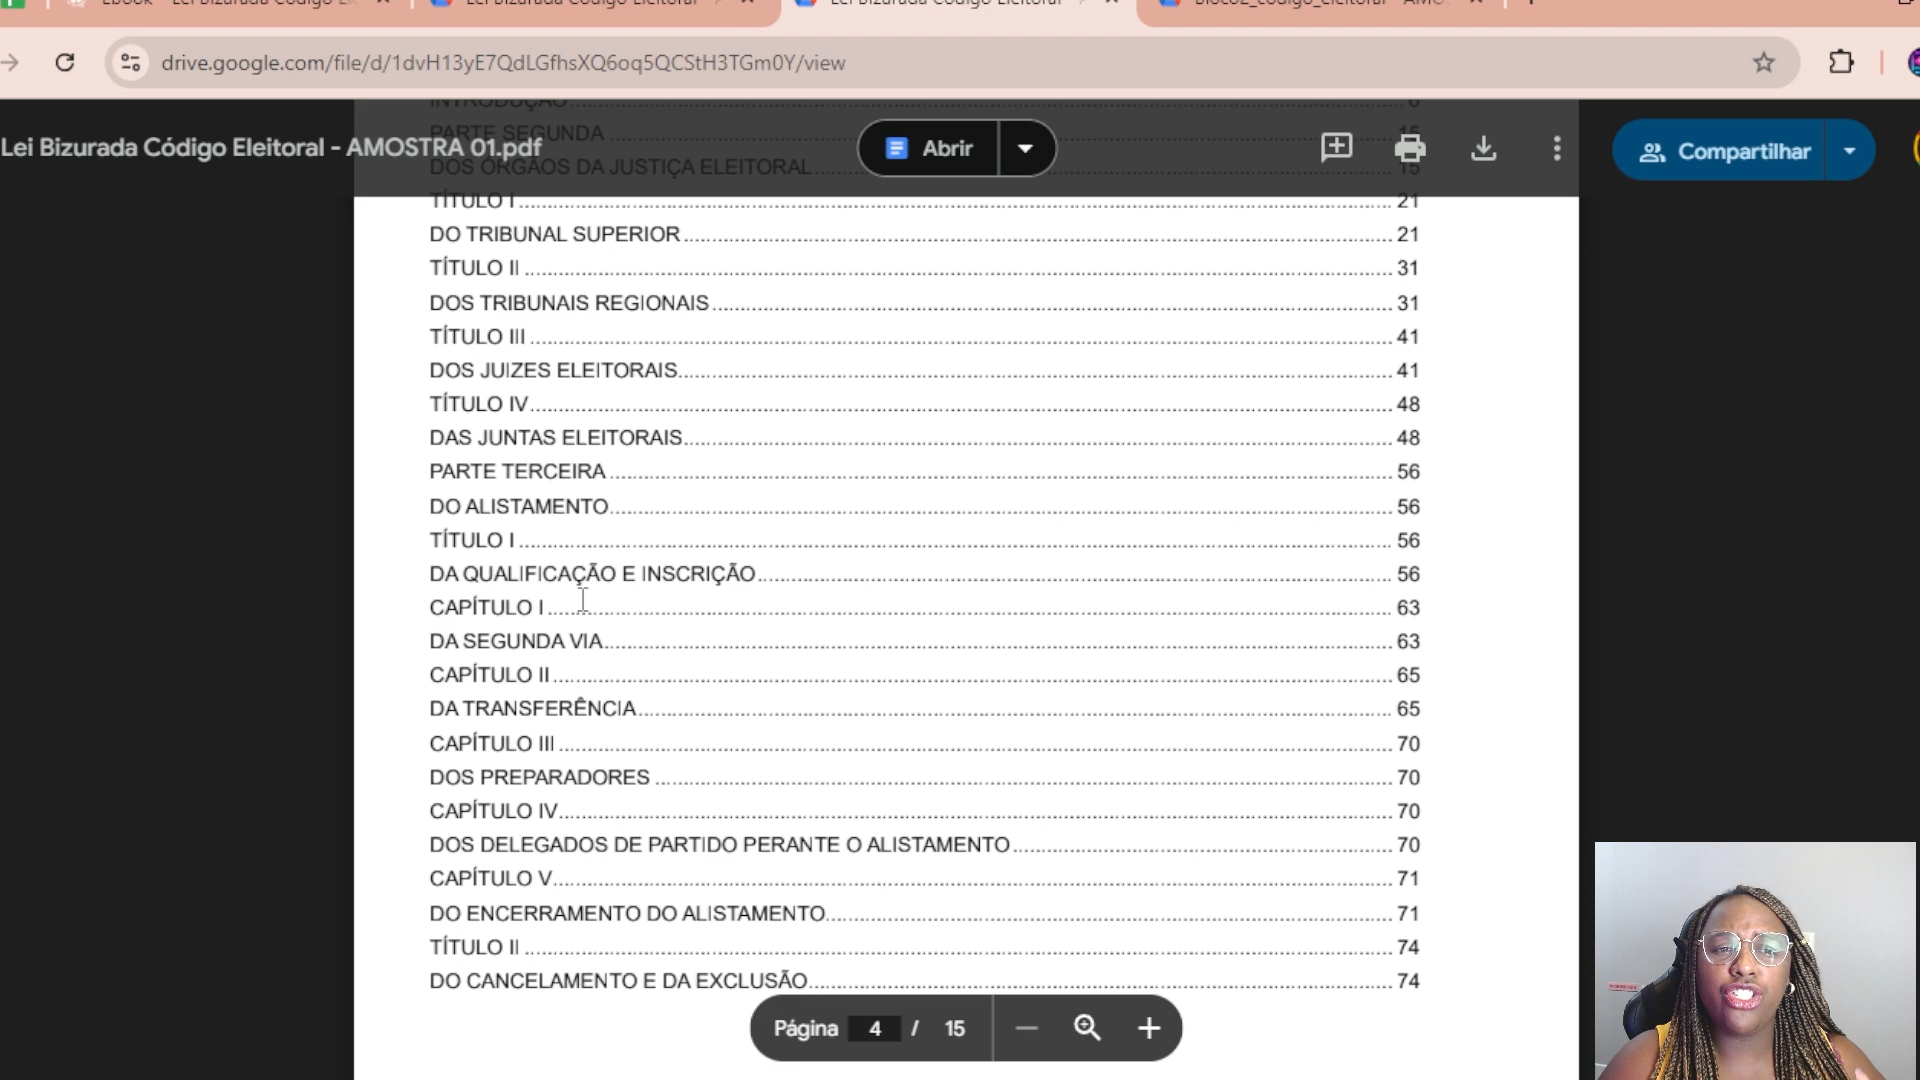 drive.google.com/file/d/1dvH13yE7QdLGfhsXQ6oq5QCStH3TGm0Y/view
INTRODUÇÃO 6
PARTE SEGUNDA 15
Lei Bizurada Código Eleitoral - AMOSTRA 01.pdf
Abrir
Compartilhar
DOS ÓRGÃOS DA JUSTIÇA ELEITORAL 15
TÍTULO I 21
DO TRIBUNAL SUPERIOR 21
TÍTULO II 31
DOS TRIBUNAIS REGIONAIS 31
TÍTULO III 41
DOS JUIZES ELEITORAIS 41
TÍTULO IV 48
DAS JUNTAS ELEITORAIS 48
PARTE TERCEIRA 56
DO ALISTAMENTO 56
TÍTULO I 56
DA QUALIFICAÇÃO E INSCRIÇÃO 56
CAPÍTULO I 63
DA SEGUNDA VIA 63
CAPÍTULO II 65
DA TRANSFERÊNCIA 65
CAPÍTULO III 70
DOS PREPARADORES 70
CAPÍTULO IV 70
DOS DELEGADOS DE PARTIDO PERANTE O ALISTAMENTO 70
CAPÍTULO V 71
DO ENCERRAMENTO DO ALISTAMENTO 71
TÍTULO II 74
DO CANCELAMENTO E DA EXCLUSÃO 74
Página 4 / 15